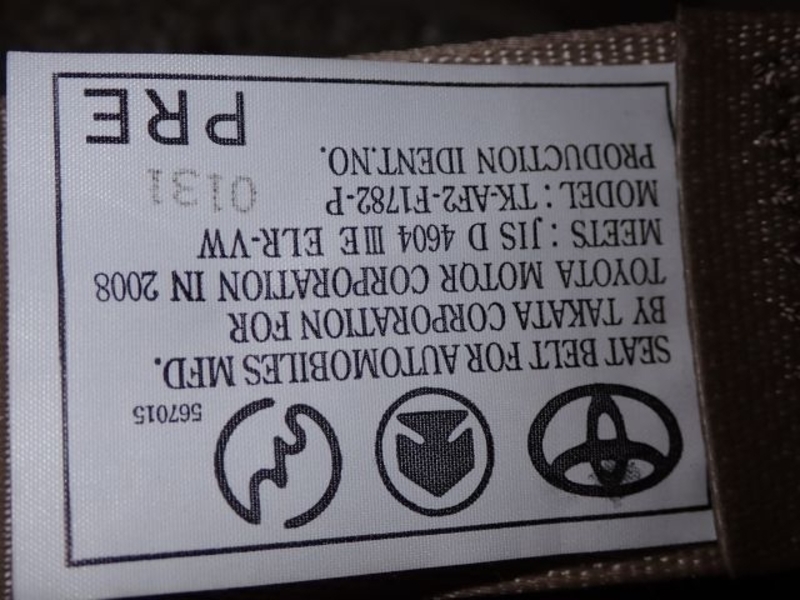 567015
SEAT BELT FOR AUTOMOBILES MFD.
BY TAKATA CORPORATION FOR
TOYOTA MOTOR CORPORATION IN 2008
MEETS : JIS D 4604 Ⅲ E ELR-VW
MODEL : TK-AF2-F1782-P
PRODUCTION IDENT.NO. 0131
PRE